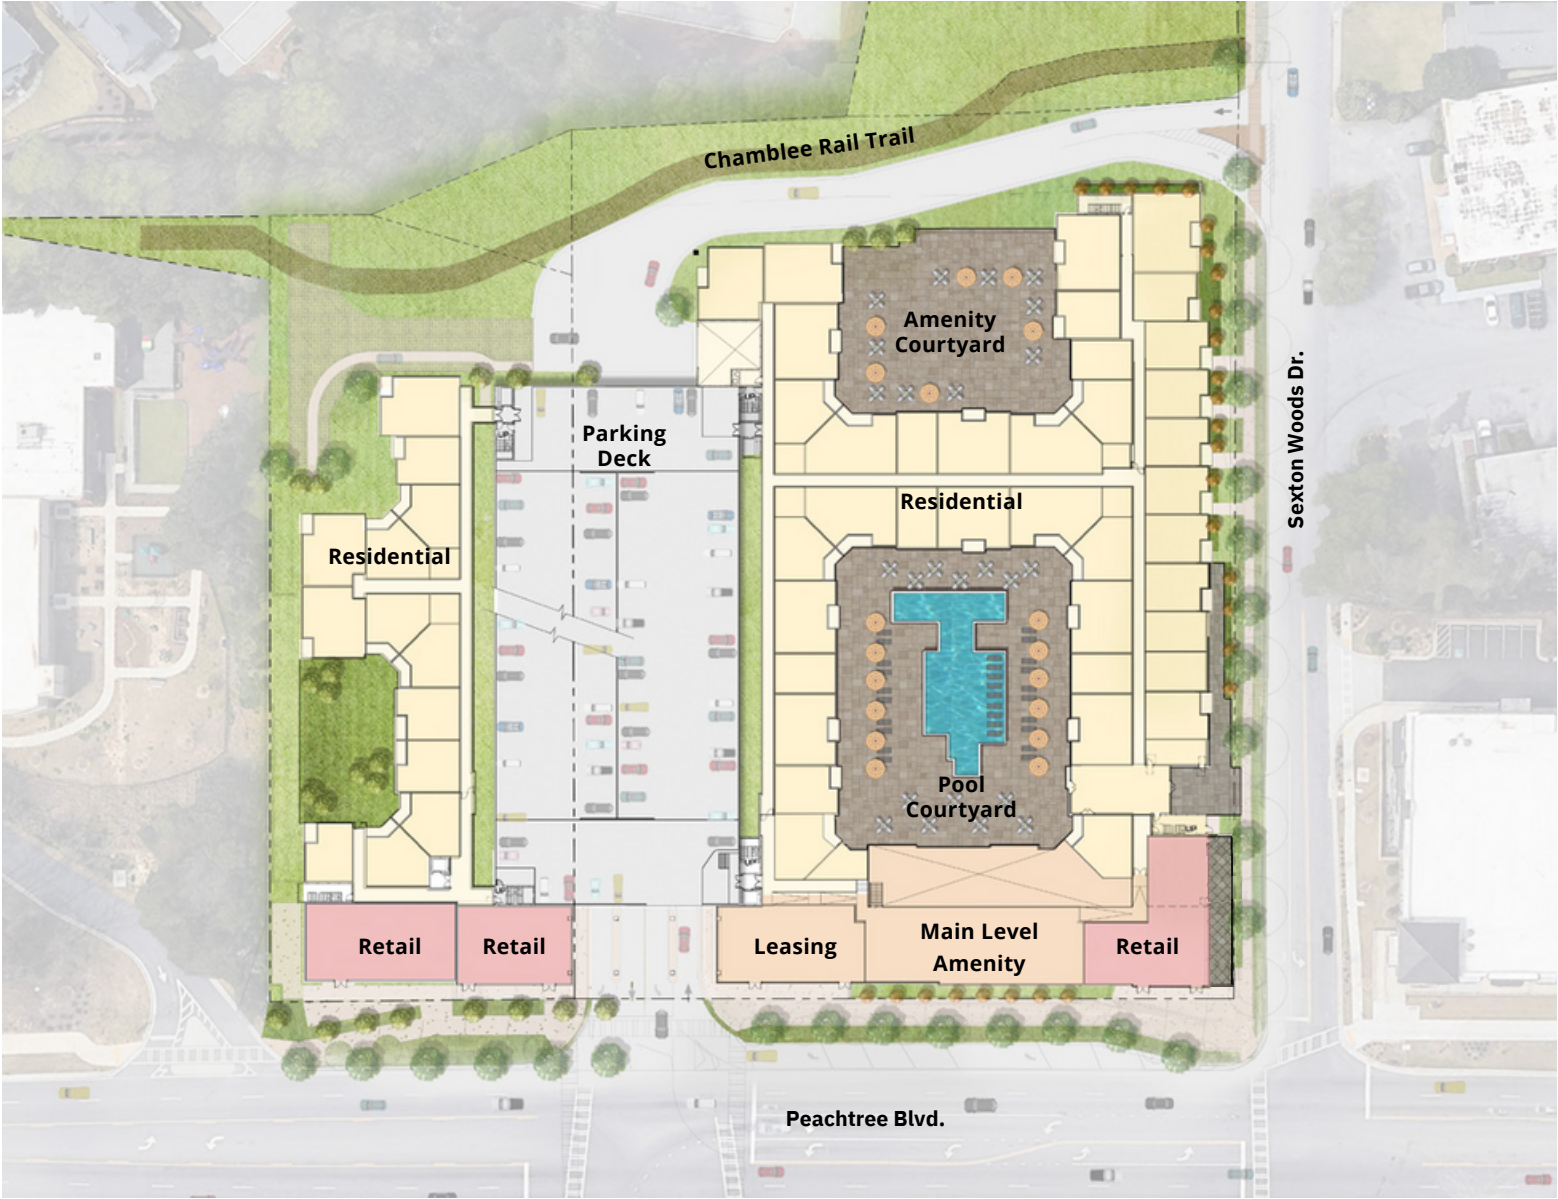 Chamblee Rail Trail
Amenity
Courtyard
Sexton Woods Dr.
Parking
Deck
Residential
Residential
Pool
Courtyard
Retail
Retail
Leasing
Main Level
Amenity
Retail
Peachtree Blvd.